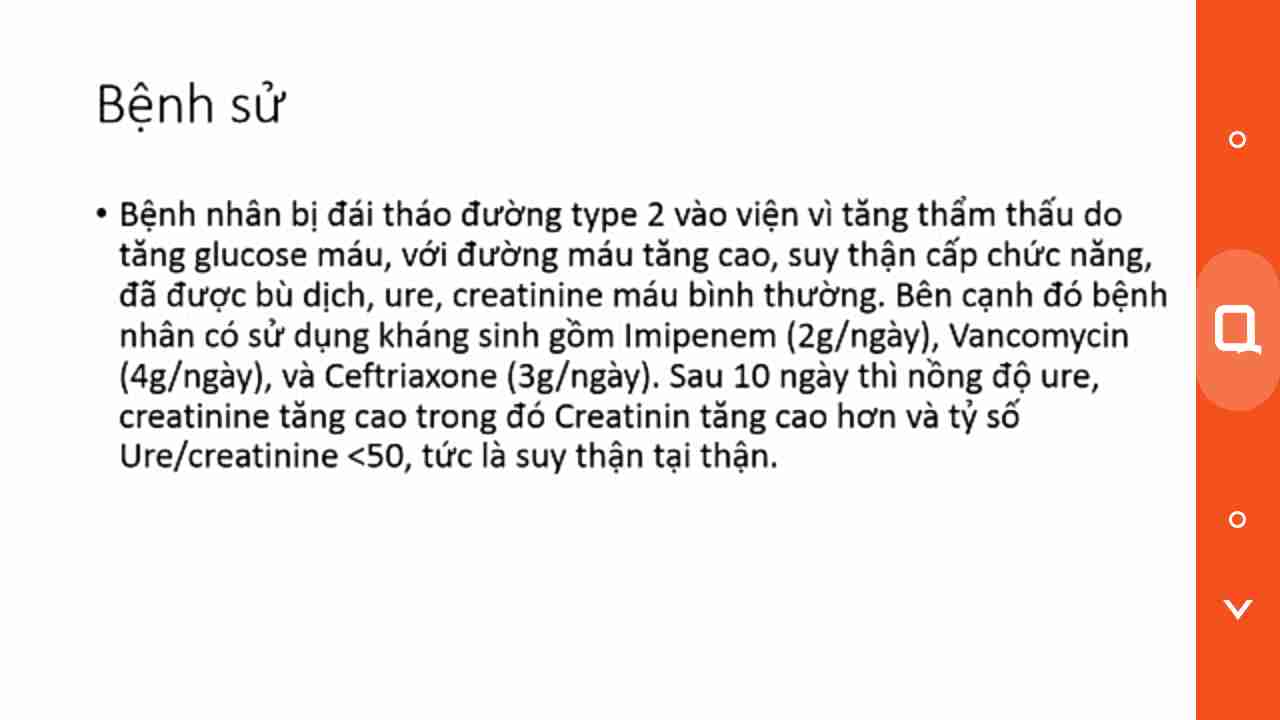 Bệnh sử
• Bệnh nhân bị đái tháo đường type 2 vào viện vì tăng thẩm thấu do
tăng glucose máu, với đường máu tăng cao, suy thận cấp chức năng,
đã được bù dịch, ure, creatinine máu bình thường. Bên cạnh đó bệnh
nhân có sử dụng kháng sinh gồm Imipenem (2g/ngày), Vancomycin
(4g/ngày), và Ceftriaxone (3g/ngày). Sau 10 ngày thì nồng độ ure,
creatinine tăng cao trong đó Creatinin tăng cao hơn và tỷ số
Ure/creatinine <50, tức là suy thận tại thận.